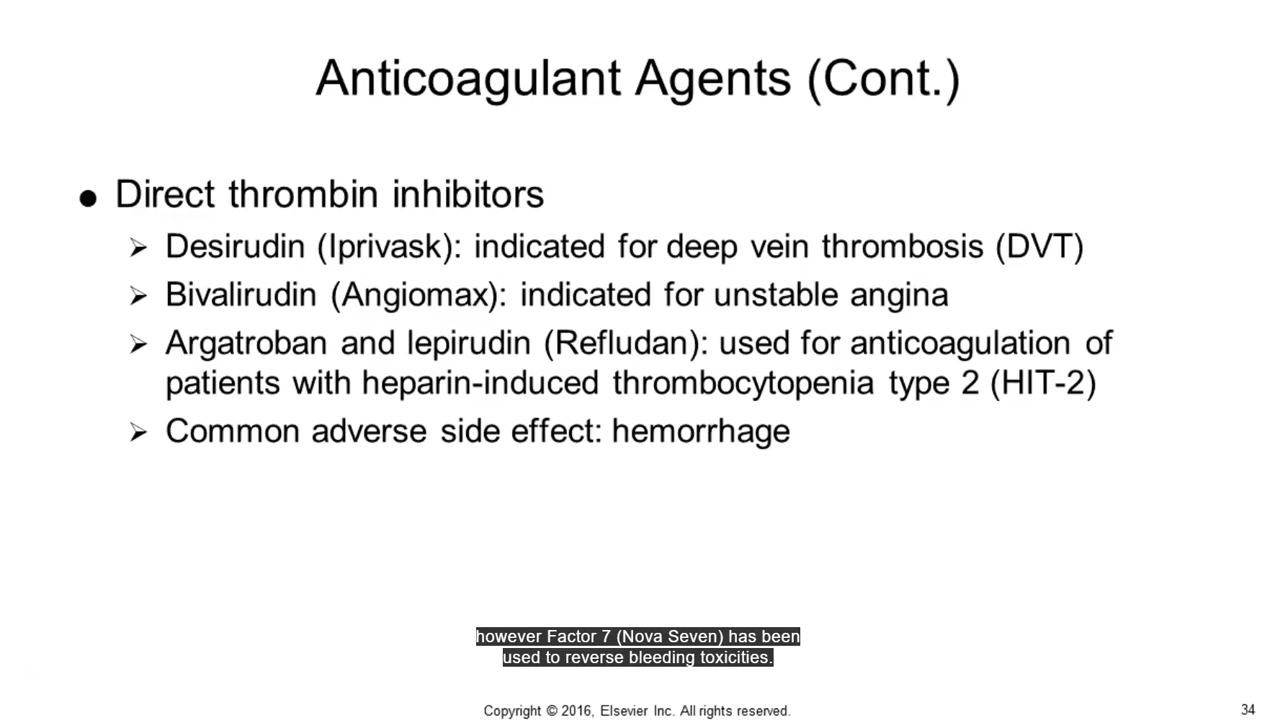 Anticoagulant Agents (Cont.)
● Direct thrombin inhibitors
➢ Desirudin (Iprivask): indicated for deep vein thrombosis (DVT)
➢ Bivalirudin (Angiomax): indicated for unstable angina
➢ Argatroban and lepirudin (Refludan): used for anticoagulation of
patients with heparin-induced thrombocytopenia type 2 (HIT-2)
➢ Common adverse side effect: hemorrhage
however Factor 7 (Nova Seven) has been
used to reverse bleeding toxicities.
Copyright © 2016, Elsevier Inc. All rights reserved.
34